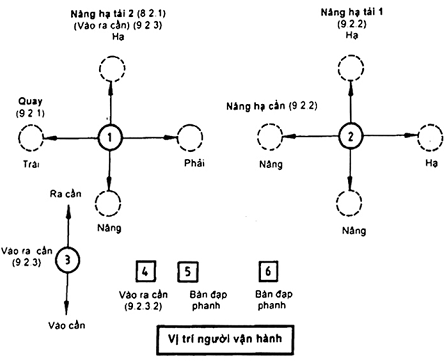 Nâng hạ tải 2 (8 2.1)
(Vào ra cần) (9 2 3)
Hạ
Nâng hạ tải 1
(9.2.2)
Hạ
Quay
(9 2 1)
Nâng hạ cần (9 2 2)
1
2
Trái
Phải
Nâng
Hạ
Nâng
Nâng
Ra cần
Vào ra cần
(9 2 3)
3
Vào cần
4
5
6
Vào ra cần
(9.2.3 2)
Bàn đạp
phanh
Bàn đạp
phanh
Vị trí người vận hành